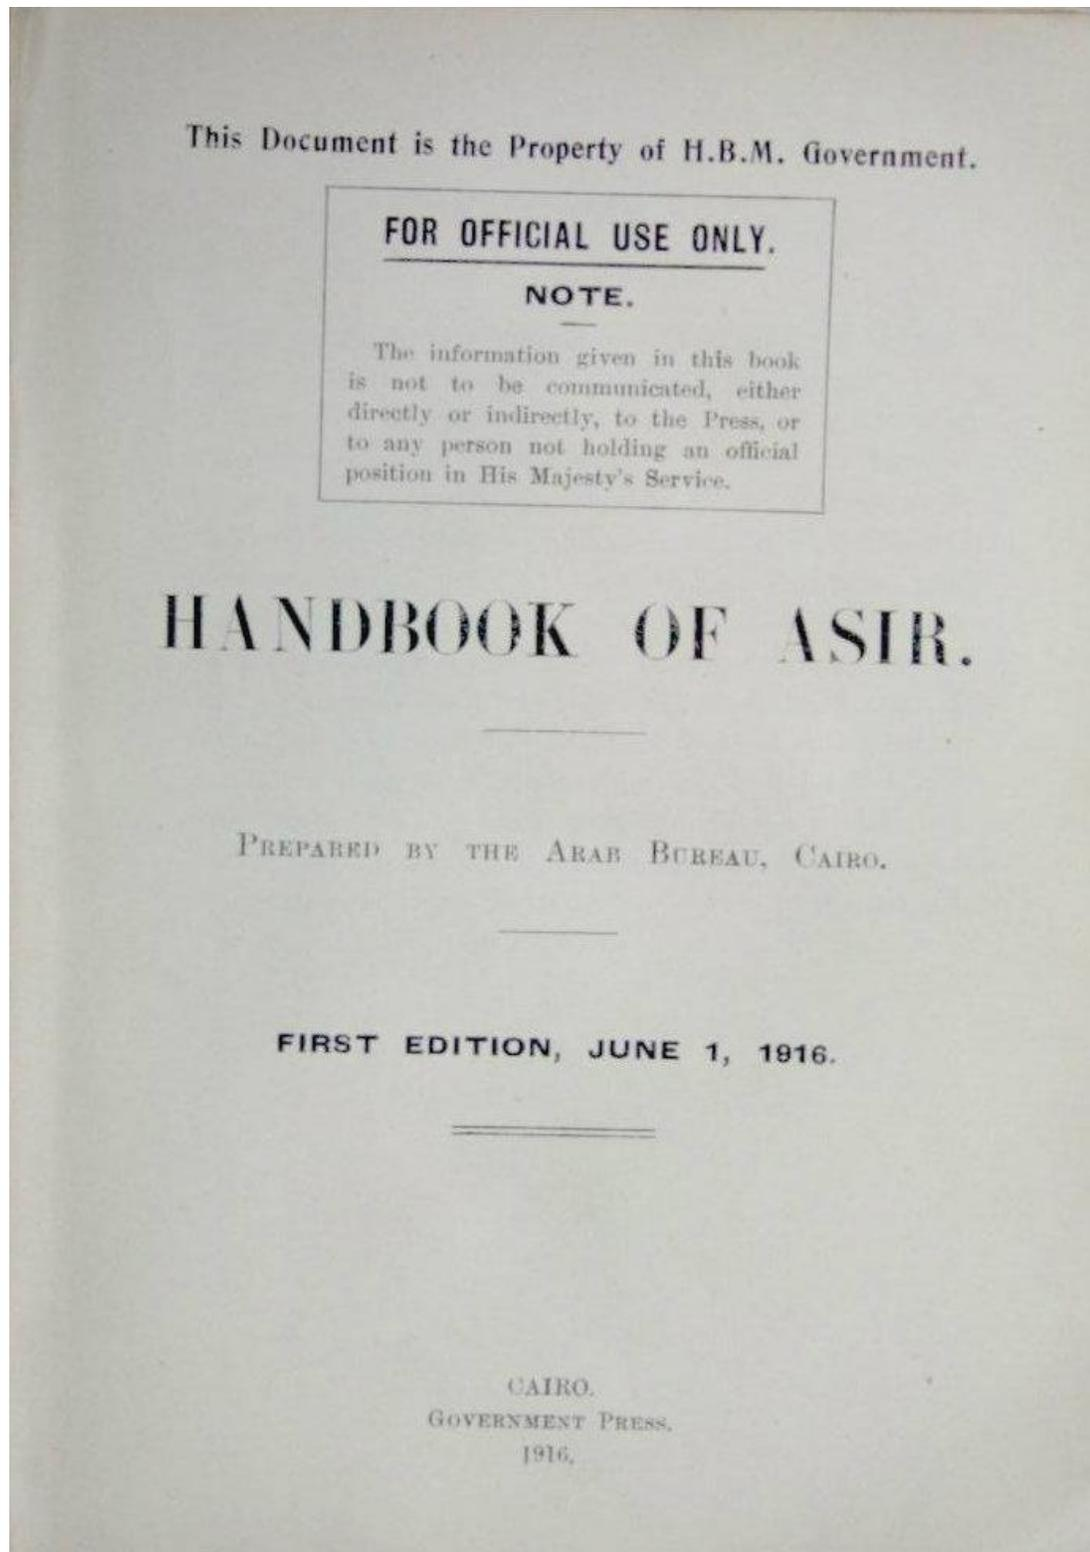 This Document is the Property of H.B.M. Government.
FOR OFFICIAL USE ONLY.
NOTE.
The information given in this book
is not to be communicated, either
directly or indirectly, to the Press, or
to any person not holding an official
position in His Majesty's Service.
HANDBOOK OF ASIR.
PREPARED BY THE ARAB BUREAU, CAIRO.
FIRST EDITION, JUNE 1, 1916.
CAIRO.
GOVERNMENT PRESS.
1916.